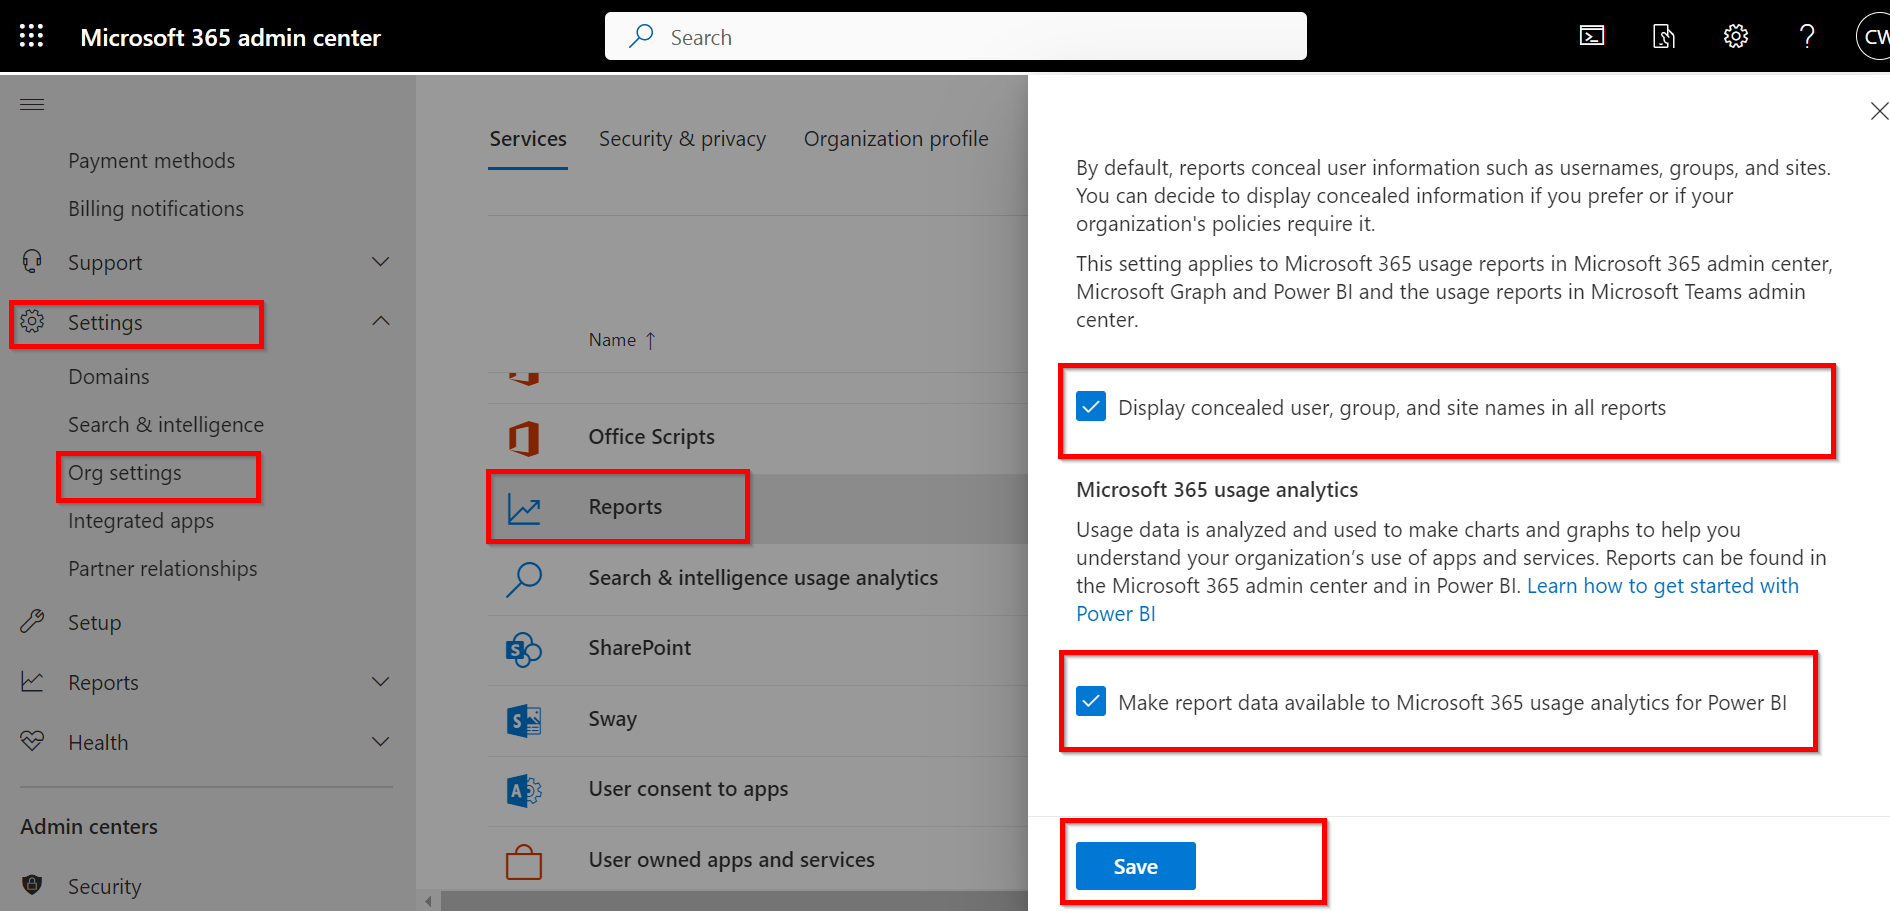 Microsoft 365 admin center
Search
CW
Payment methods
Billing notifications
Support
Settings
Domains
Search & intelligence
Org settings
Integrated apps
Partner relationships
Setup
Reports
Health
Admin centers
Security
Services
Security & privacy
Organization profile
Name ↑
Office Scripts
Reports
Search & intelligence usage analytics
SharePoint
Sway
User consent to apps
User owned apps and services
By default, reports conceal user information such as usernames, groups, and sites.
You can decide to display concealed information if you prefer or if your
organization's policies require it.
This setting applies to Microsoft 365 usage reports in Microsoft 365 admin center,
Microsoft Graph and Power BI and the usage reports in Microsoft Teams admin
center.
Display concealed user, group, and site names in all reports
Microsoft 365 usage analytics
Usage data is analyzed and used to make charts and graphs to help you
understand your organization’s use of apps and services. Reports can be found in
the Microsoft 365 admin center and in Power BI. Learn how to get started with
Power BI
Make report data available to Microsoft 365 usage analytics for Power BI
Save